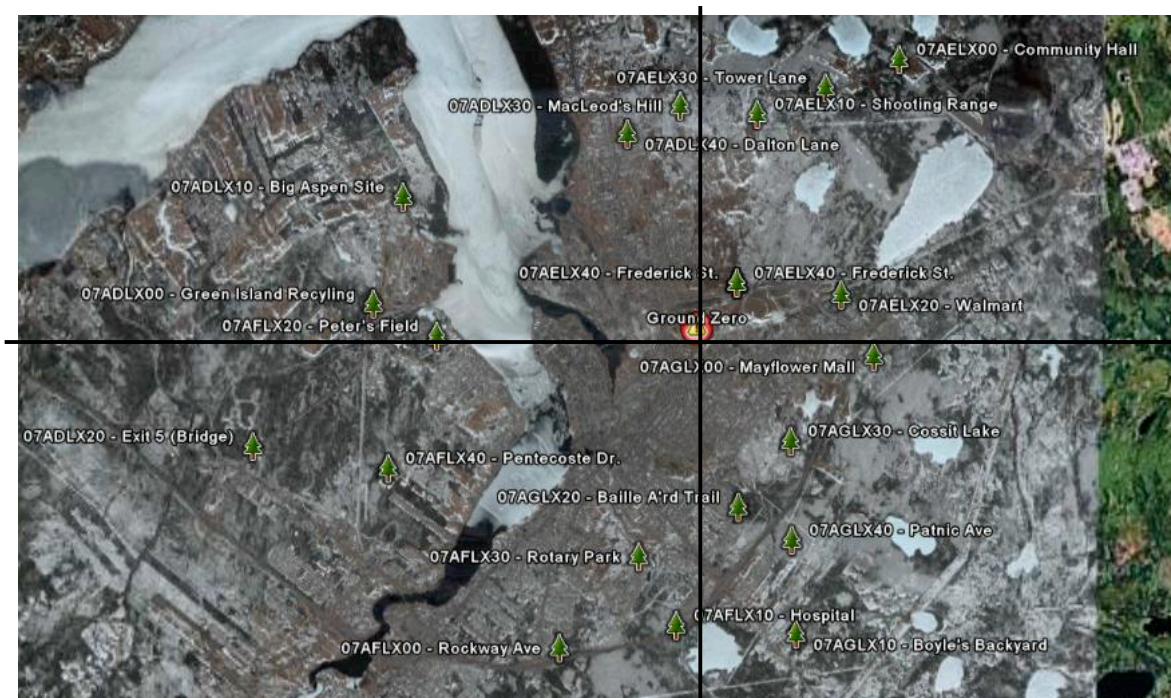 07AELX00 - Community Hall
07AELX30 - Tower Lane
07ADLX30 - MacLeod's Hill
07AELX10 - Shooting Range
07ADLX40 - Dalton Lane
07ADLX10 - Big Aspen Site
07AELX40 - Frederick St.
07AELX40 - Frederick St.
07ADLX00 - Green Island Recyling
07AELX20 - Walmart
07AFLX20 - Peter's Field
Ground Zero
07AGLX00 - Mayflower Mall
07ADLX20 - Exit 5 (Bridge)
07AGLX30 - Cossit Lake
07AFLX40 - Pentecoste Dr.
07AGLX20 - Baille A'rd Trail
07AGLX40 - Patnic Ave
07AFLX30 - Rotary Park
07AFLX10 - Hospital
07AFLX00 - Rockway Ave
07AGLX10 - Boyle's Backyard